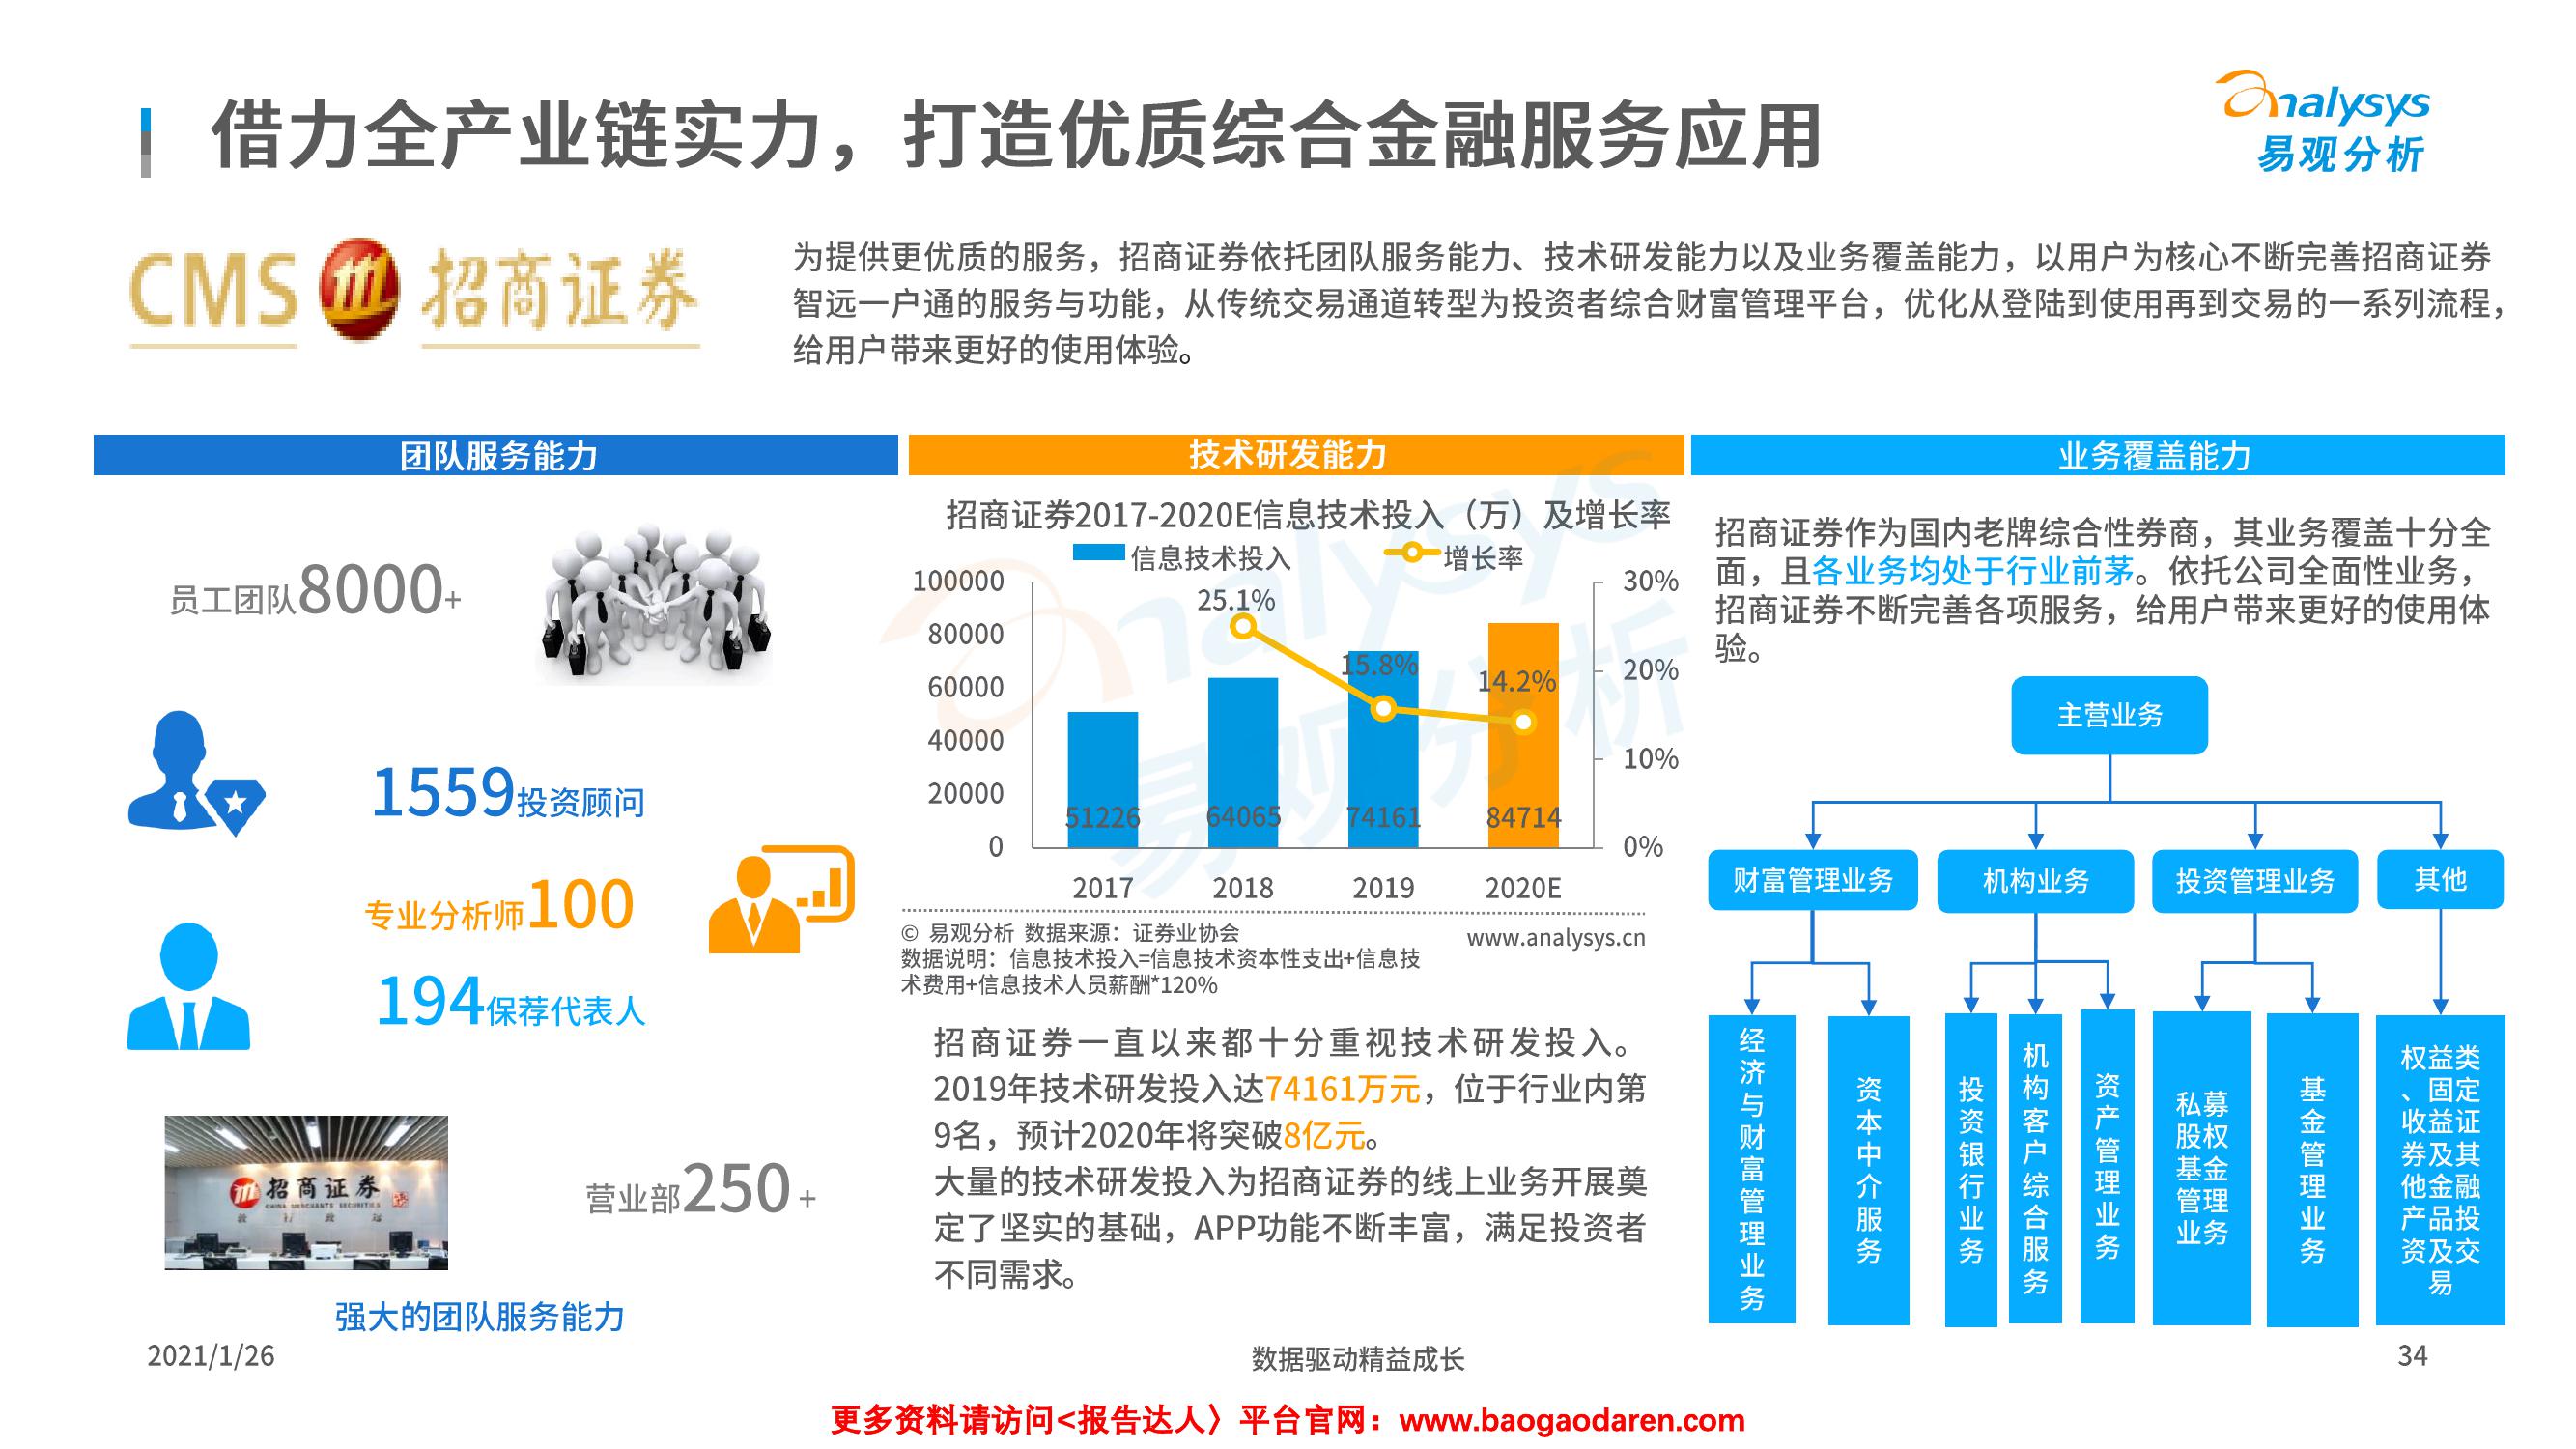 借力全产业链实力，打造优质综合金融服务应用
analysys
易观分析
CMS 招商证券
为提供更优质的服务，招商证券依托团队服务能力、技术研发能力以及业务覆盖能力，以用户为核心不断完善招商证券
智远一户通的服务与功能，从传统交易通道转型为投资者综合财富管理平台，优化从登陆到使用再到交易的一系列流程，
给用户带来更好的使用体验。
团队服务能力
员工团队8000+
1559投资顾问
专业分析师100
194保荐代表人
招商证券
CHINA MERCHANTS SECURITIES
营业部250+
强大的团队服务能力
技术研发能力
招商证券2017-2020E信息技术投入（万）及增长率
信息技术投入
增长率
100000
80000
60000
40000
20000
0
30%
20%
10%
0%
25.1%
15.8%
14.2%
51226
64065
74161
84714
2017
2018
2019
2020E
© 易观分析 数据来源：证券业协会
www.analysys.cn
数据说明：信息技术投入=信息技术资本性支出+信息技
术费用+信息技术人员薪酬*120%
招商证券一直以来都十分重视技术研发投入。
2019年技术研发投入达74161万元，位于行业内第
9名，预计2020年将突破8亿元。
大量的技术研发投入为招商证券的线上业务开展奠
定了坚实的基础，APP功能不断丰富，满足投资者
不同需求。
业务覆盖能力
招商证券作为国内老牌综合性券商，其业务覆盖十分全
面，且各业务均处于行业前茅。依托公司全面性业务，
招商证券不断完善各项服务，给用户带来更好的使用体
验。
主营业务
财富管理业务
机构业务
投资管理业务
其他
经济与财富管理业务
资本中介服务
投资银行业务
机构客户综合服务
资产管理业务
私募
股权
基金
管理
业务
基金管理业务
权益类
、固定
收益证
券及其
他金融
产品投
资及交
易
2021/1/26
数据驱动精益成长
34
更多资料请访问<报告达人〉平台官网：www.baogaodaren.com